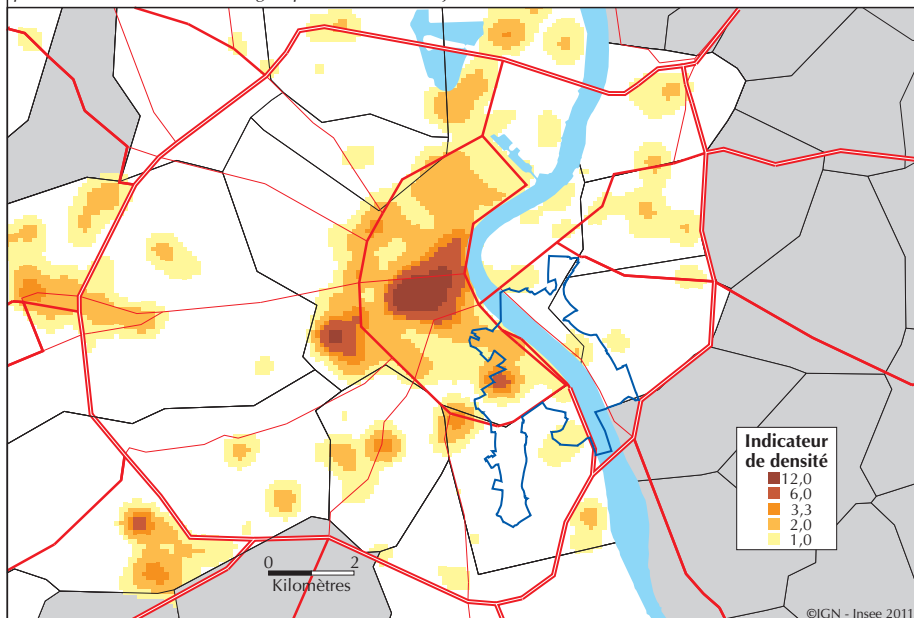 Indicateur
de densité
12,0
6,0
3,3
2,0
1,0
0 2
Kilomètres
©IGN - Insee 2011